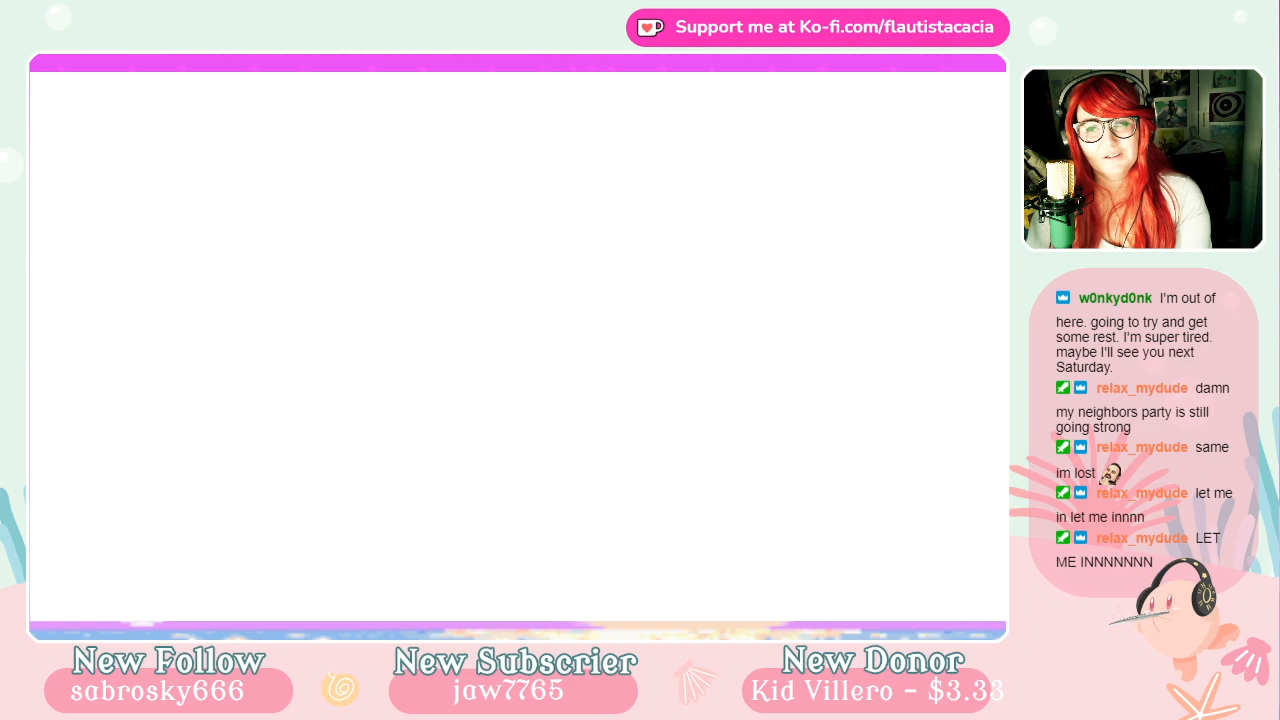 Support me at Ko-fi.com/flautistacacia
w0nkyd0nk I'm out of
here. going to try and get
some rest. I'm super tired.
maybe I'll see you next
Saturday.
relax_mydude damn
my neighbors party is still
going strong
relax_mydude same
im lost
relax_mydude let me
in let me innnn
relax_mydude LET
ME INNNNNNN
New Follow
sabrosky666
New Subscrier
jaw7765
New Donor
Kid Villero - $3.33